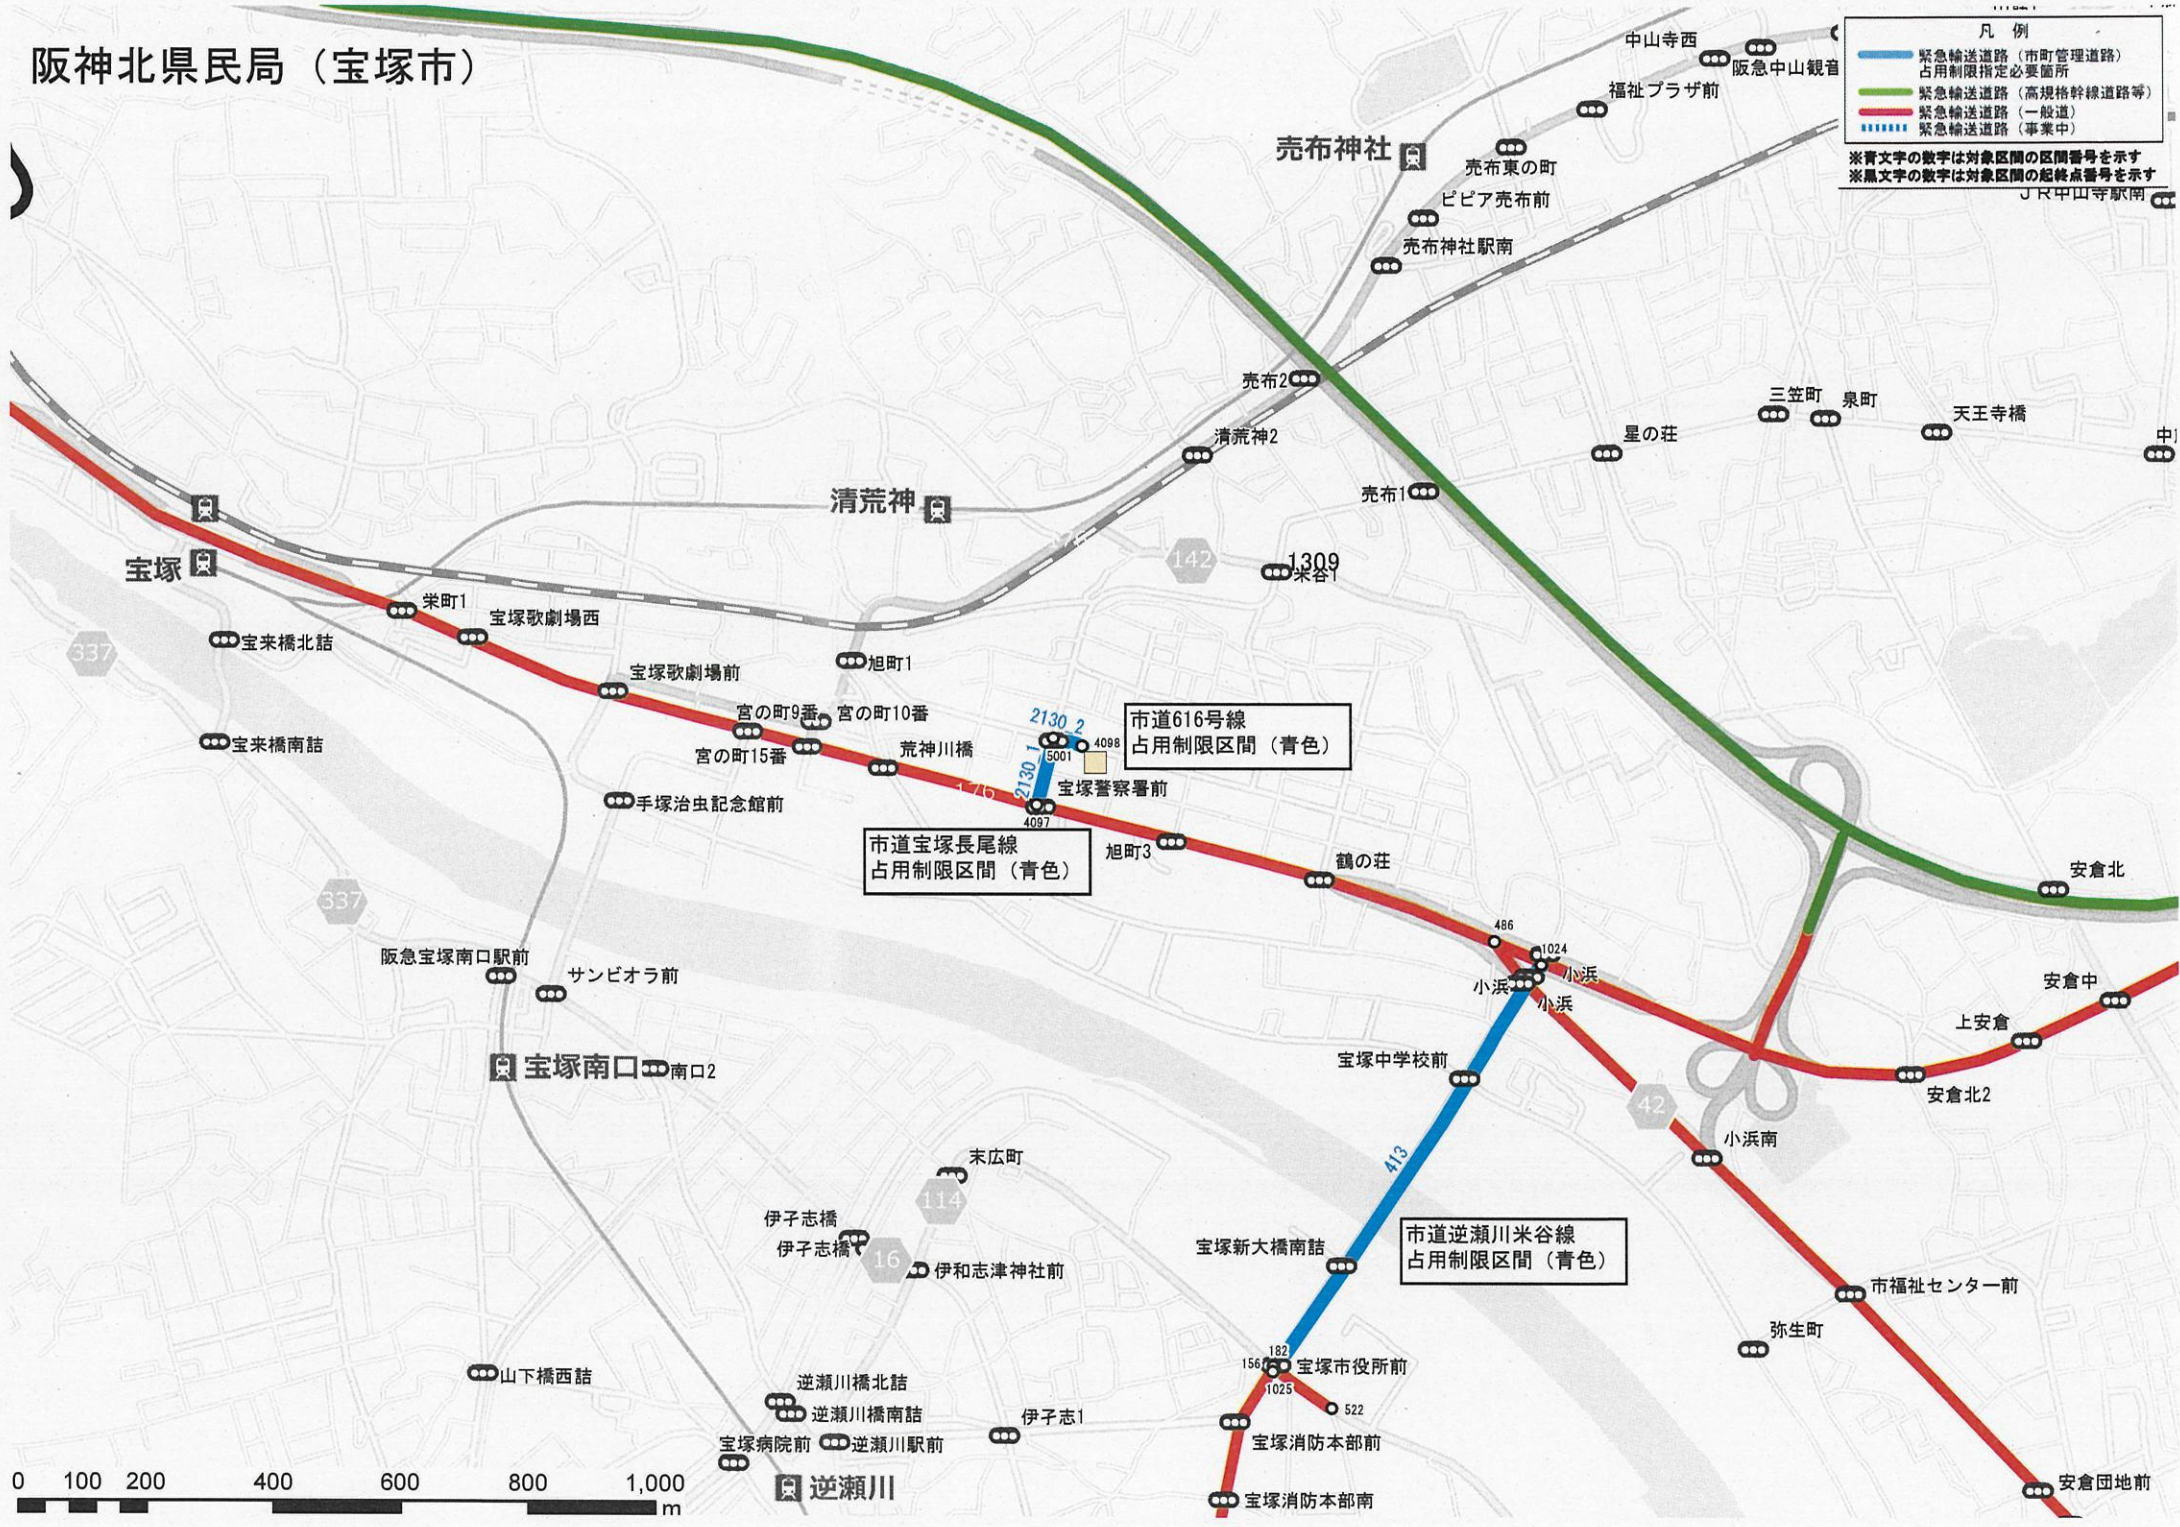 阪神北県民局（宝塚市）
凡 例
緊急輸送道路（市町管理道路）
占用制限指定必要箇所
緊急輸送道路（高規格幹線道路等）
緊急輸送道路（一般道）
緊急輸送道路（事業中）
※青文字の数字は対象区間の区間番号を示す
※黒文字の数字は対象区間の起終点番号を示す
ＪＲ中山寺駅南
中山寺西
阪急中山観音
福祉プラザ前
売布神社
売布東の町
ピピア売布前
売布神社駅南
売布2
三笠町
泉町
天王寺橋
清荒神2
星の荘
中
売布1
清荒神
142
1309
米谷1
宝塚
栄町1
宝塚歌劇場西
宝来橋北詰
337
旭町1
宝塚歌劇場前
宮の町9番
宮の町10番
2130_2
市道616号線
占用制限区間（青色）
4098
宝来橋南詰
宮の町15番
荒神川橋
5001
2130_1
宝塚警察署前
176
手塚治虫記念館前
4097
市道宝塚長尾線
占用制限区間（青色）
旭町3
鶴の荘
安倉北
337
486
1024
阪急宝塚南口駅前
サンビオラ前
小浜
小浜
小浜
安倉中
上安倉
宝塚南口
南口2
宝塚中学校前
安倉北2
42
小浜南
末広町
413
114
伊孑志橋
伊孑志橋
16
伊和志津神社前
宝塚新大橋南詰
市道逆瀬川米谷線
占用制限区間（青色）
市福祉センター前
弥生町
182
156
宝塚市役所前
1025
522
山下橋西詰
逆瀬川橋北詰
逆瀬川橋南詰
伊孑志1
宝塚病院前
逆瀬川駅前
宝塚消防本部前
逆瀬川
宝塚消防本部南
安倉団地前
0 100 200 400 600 800 1,000
m